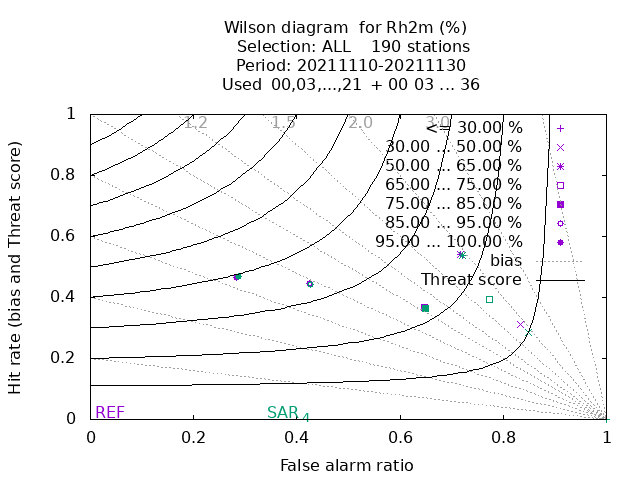 Wilson diagram for Rh2m (%)
Selection: ALL 190 stations
Period: 20211110-20211130
Used 00,03,...,21 + 00 03 ... 36
Hit rate (bias and Threat score)
1
0.8
0.6
0.4
0.2
0
1.2 1.5 2.0 3.0
<= 30.00 %
30.00 ... 50.00 %
50.00 ... 65.00 %
65.00 ... 75.00 %
75.00 ... 85.00 %
85.00 ... 95.00 %
95.00 ... 100.00 %
bias
Threat score
REF SAR 4
0 0.2 0.4 0.6 0.8 1
False alarm ratio